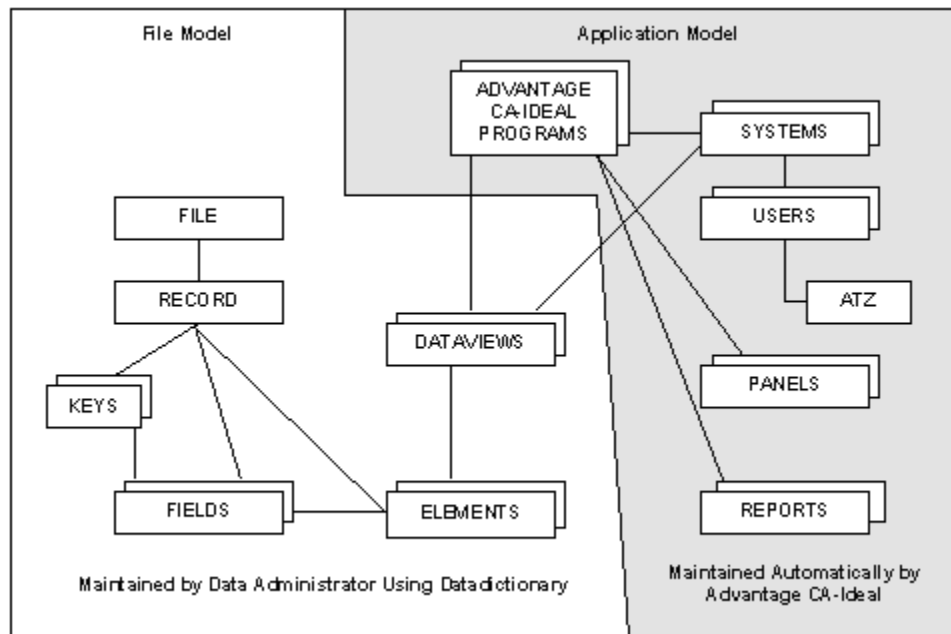 File Model
Application Model
ADVANTAGE
CA-IDEAL
PROGRAMS
SYSTEMS
FILE
USERS
RECORD
ATZ
DATAVIEWS
KEYS
PANELS
FIELDS
ELEMENTS
REPORTS
Maintained by Data Administrator Using Datadictionary
Maintained Automatically by
Advantage CA-Ideal